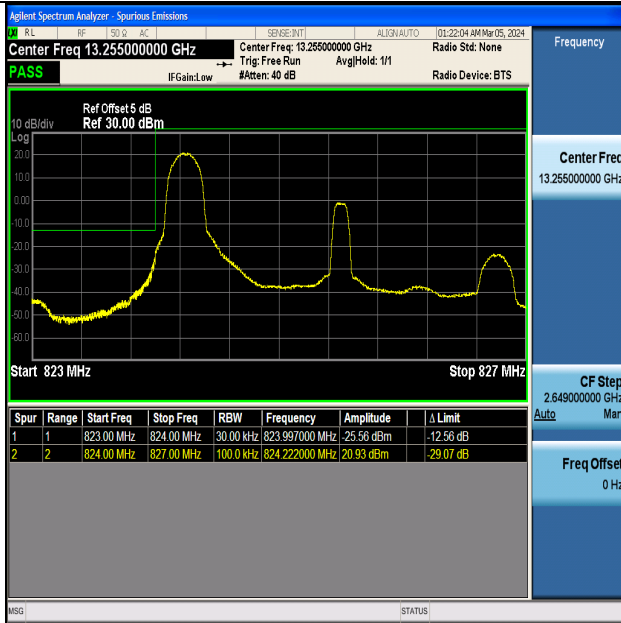 Agilent Spectrum Analyzer - Spurious Emissions
RL RF 50 Ω AC SENSE:INT ALIGN AUTO 01:22:04 AM Mar 05, 2024
Center Freq 13.255000000 GHz Center Freq: 13.255000000 GHz Radio Std: None
Trig: Free Run Avg|Hold: 1/1
PASS IFGain:Low #Atten: 40 dB Radio Device: BTS
Frequency
Ref Offset 5 dB
10 dB/div Ref 30.00 dBm
Log
20.0
10.0
0.00
-10.0
-20.0
-30.0
-40.0
-50.0
-60.0
Start 823 MHz Stop 827 MHz
Center Freq
13.255000000 GHz
CF Step
2.649000000 GHz
Auto Man
Freq Offset
0 Hz
Spur Range Start Freq Stop Freq RBW Frequency Amplitude Δ Limit
1 1 823.00 MHz 824.00 MHz 30.00 kHz 823.997000 MHz -25.56 dBm -12.56 dB
2 2 824.00 MHz 827.00 MHz 100.0 kHz 824.222000 MHz 20.93 dBm -29.07 dB
MSG STATUS